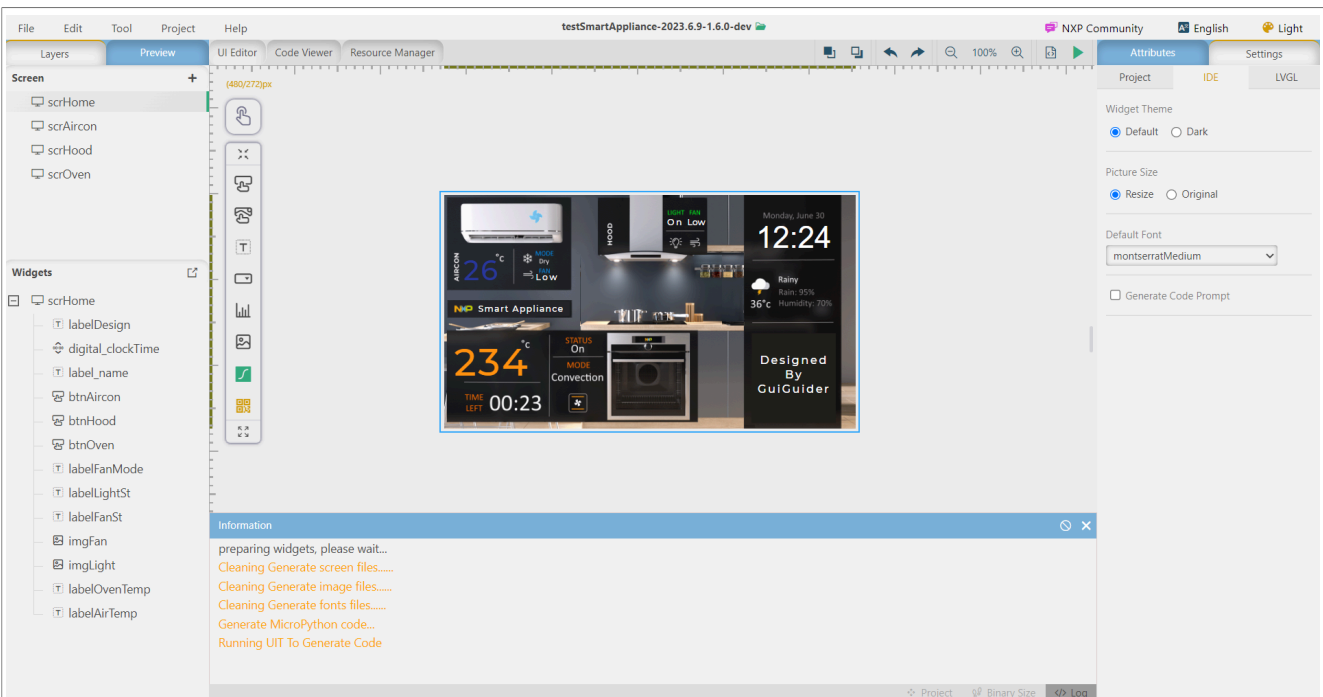 File Edit Tool Project Help
testSmartAppliance-2023.6.9-1.6.0-dev
NXP Community English Light
Layers Preview
UI Editor Code Viewer Resource Manager
100%
Attributes Settings
Screen
scrHome
scrAircon
scrHood
scrOven
Widgets
scrHome
labelDesign
digital_clockTime
label_name
btnAircon
btnHood
btnOven
labelFanMode
labelLightSt
labelFanSt
imgFan
imgLight
labelOvenTemp
labelAirTemp
(480/272)px
AIRCON
26°c
MODE
Dry
FAN
Low
HOOD
LIGHT FAN
On Low
Monday, June 30
12:24
Rainy
Rain: 95%
36°c Humidity: 70%
NXP Smart Appliance
234°c
STATUS
On
MODE
Convection
TIME
LEFT 00:23
Designed
By
GuiGuider
Information
preparing widgets, please wait...
Cleaning Generate screen files......
Cleaning Generate image files......
Cleaning Generate fonts files......
Generate MicroPython code...
Running UIT To Generate Code
Project Binary Size Log
Project IDE LVGL
Widget Theme
Default Dark
Picture Size
Resize Original
Default Font
montserratMedium
Generate Code Prompt